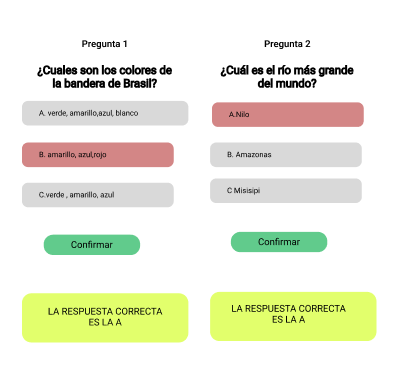 Pregunta 1
¿Cuales son los colores de
la bandera de Brasil?
A. verde, amarillo,azul, blanco
B. amarillo, azul,rojo
C.verde , amarillo, azul
Confirmar
LA RESPUESTA CORRECTA
ES LA A
Pregunta 2
¿Cuál es el río más grande
del mundo?
A.Nilo
B. Amazonas
C Misisipi
Confirmar
LA RESPUESTA CORRECTA
ES LA A